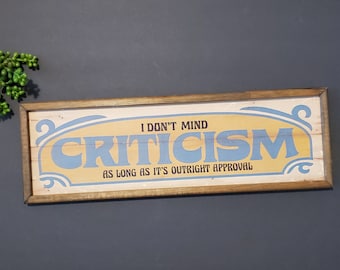 I DON'T MIND
CRITICISM
AS LONG AS IT'S OUTRIGHT APPROVAL